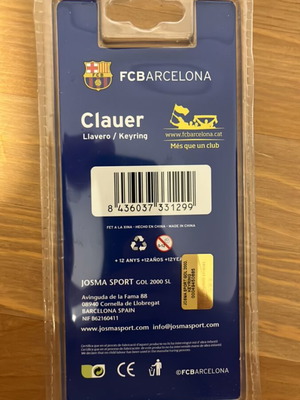 FCBARCELONA
Clauer
Llavero / Keyring
www.fcbarcelona.cat
Més que un club
8 436037 331299
FET A LA XINA - HECHO EN CHINA - MADE IN CHINA
+ 12 ANYS +12AÑOS +12YEARS
JOSMA SPORT GOL 2000 SL
Avinguda de la Fama 88
08940 Cornella de Llobregat
BARCELONA SPAIN
NIF B62160411
www.josmasport.com
info@josmasport.com
CE
©FCBARCELONA